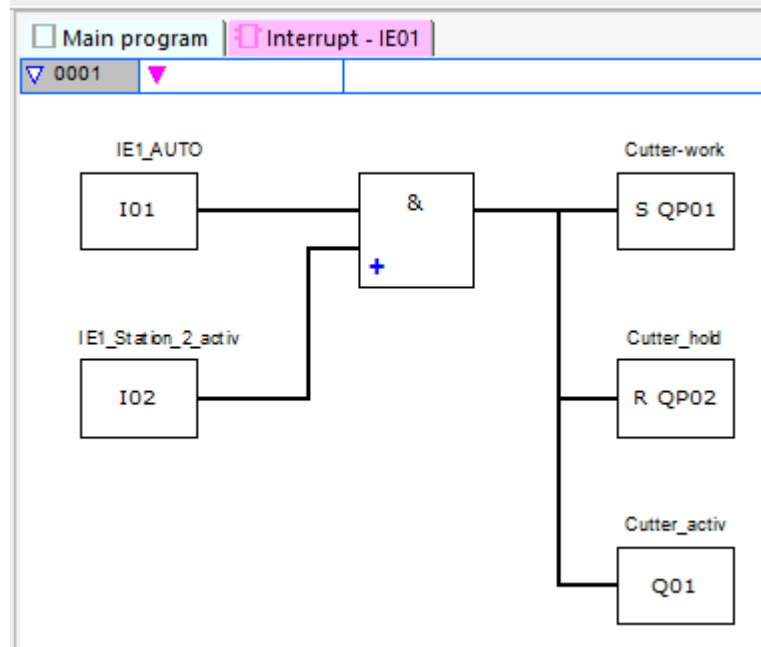 Main program Interrupt - IE01
0001
IE1_AUTO Cutter-work
I01 & S QP01
+
IE1_Station_2_activ Cutter_hold
I02 R QP02
Cutter_activ
Q01